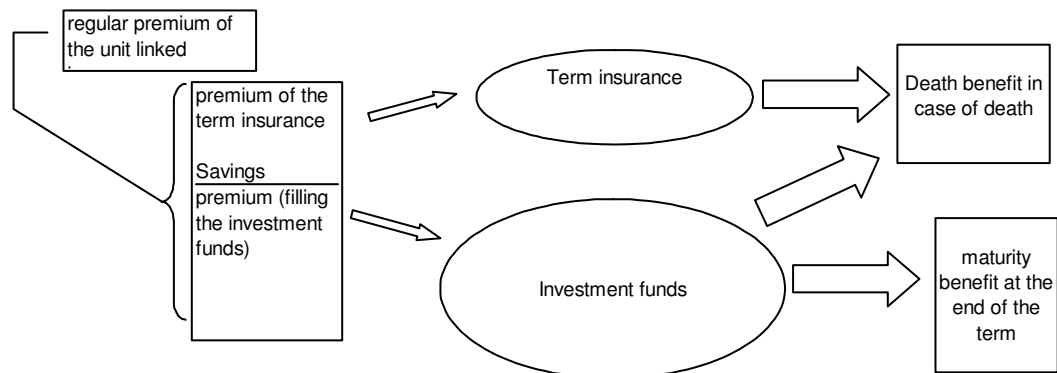 regular premium of
the unit linked
.
premium of the
term insurance
Savings
premium (filling
the investment
funds)
Term insurance
Investment funds
Death benefit in
case of death
maturity
benefit at the
end of the
term